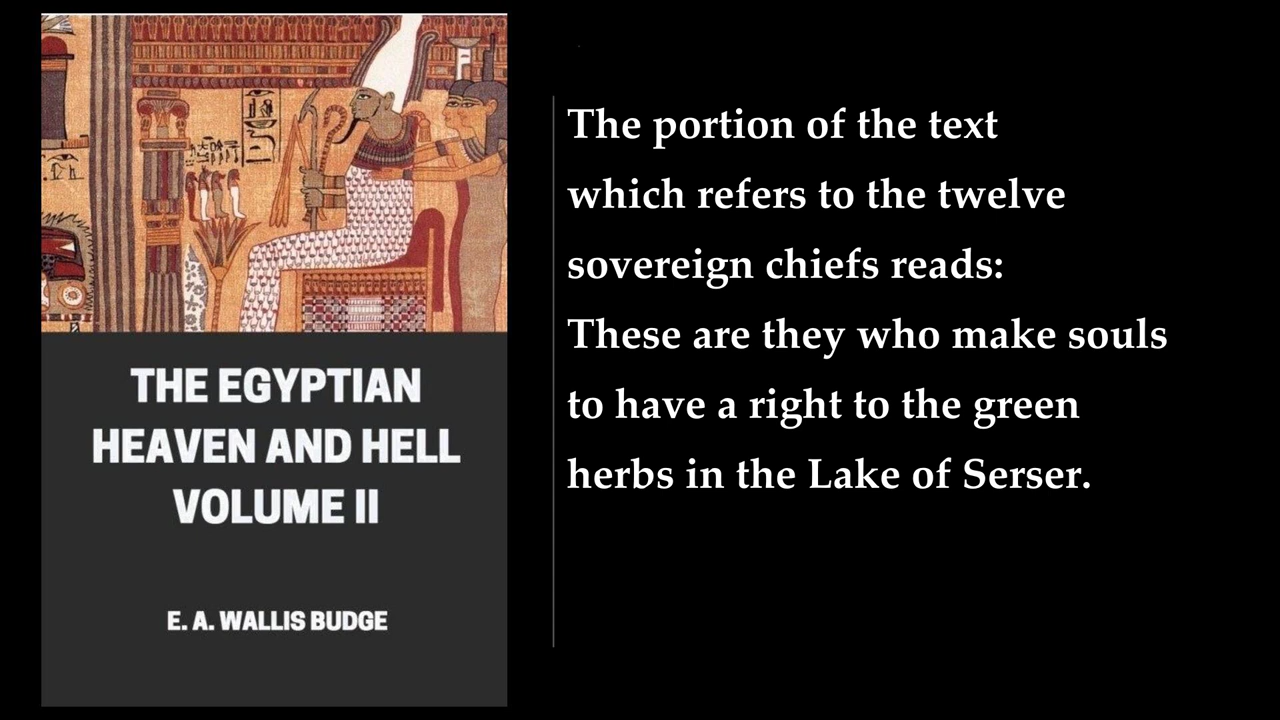 THE EGYPTIAN
HEAVEN AND HELL
VOLUME II
E. A. WALLIS BUDGE
The portion of the text
which refers to the twelve
sovereign chiefs reads:
These are they who make souls
to have a right to the green
herbs in the Lake of Serser.